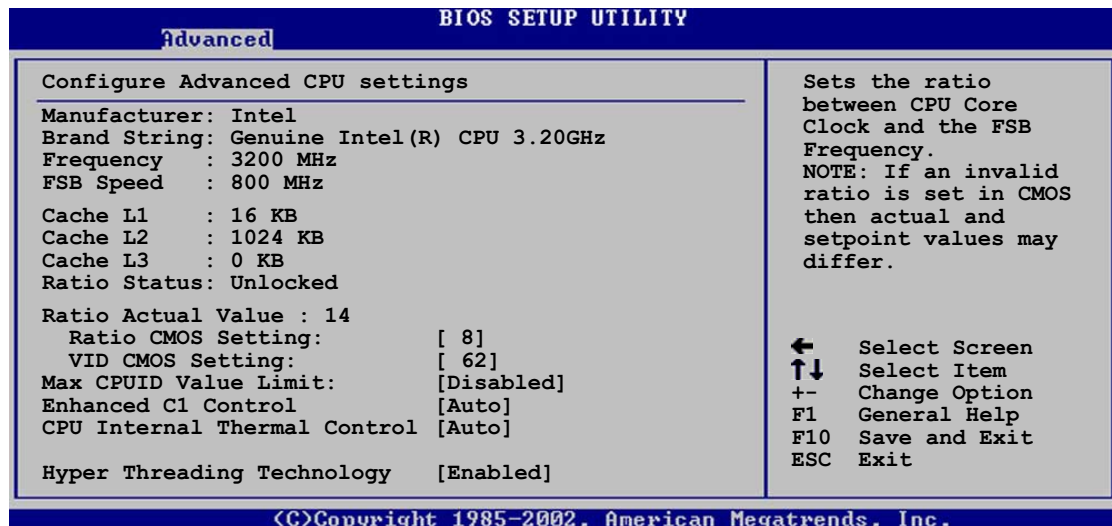 BIOS SETUP UTILITY
Advanced
Configure Advanced CPU settings
Manufacturer: Intel
Brand String: Genuine Intel(R) CPU 3.20GHz
Frequency : 3200 MHz
FSB Speed : 800 MHz
Cache L1 : 16 KB
Cache L2 : 1024 KB
Cache L3 : 0 KB
Ratio Status: Unlocked
Ratio Actual Value : 14
Ratio CMOS Setting: [ 8]
VID CMOS Setting: [ 62]
Max CPUID Value Limit: [Disabled]
Enhanced C1 Control [Auto]
CPU Internal Thermal Control [Auto]
Hyper Threading Technology [Enabled]
Sets the ratio
between CPU Core
Clock and the FSB
Frequency.
NOTE: If an invalid
ratio is set in CMOS
then actual and
setpoint values may
differ.
← Select Screen
↑↓ Select Item
+- Change Option
F1 General Help
F10 Save and Exit
ESC Exit
(C)Copyright 1985-2002, American Megatrends, Inc.